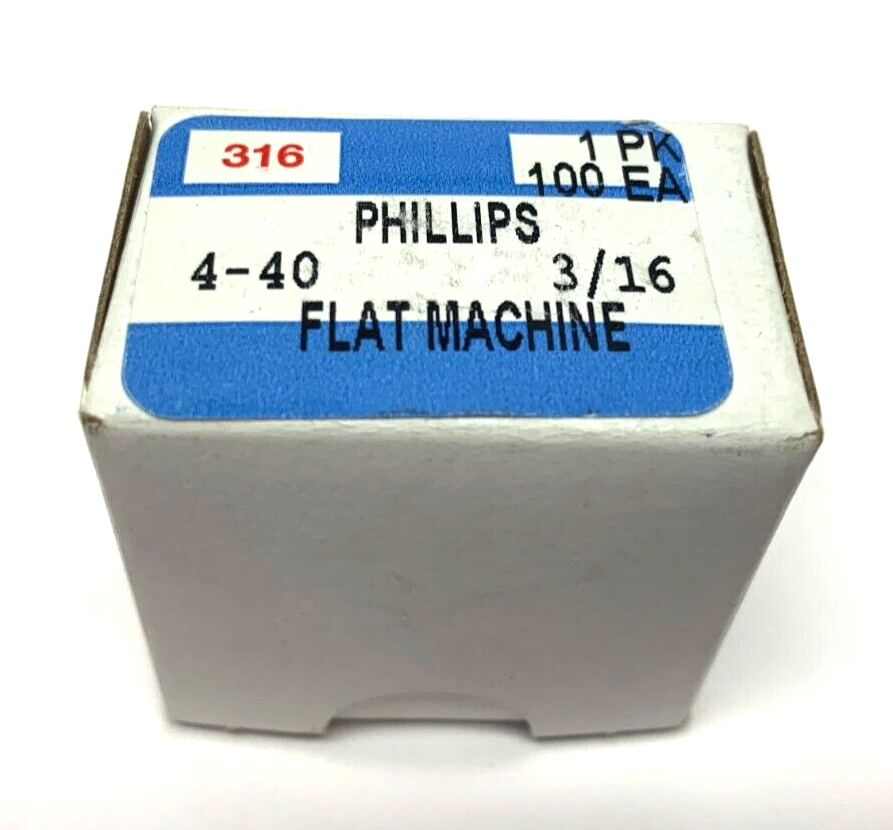 316
1 PK
100 EA
PHILLIPS
4-40 3/16
FLAT MACHINE